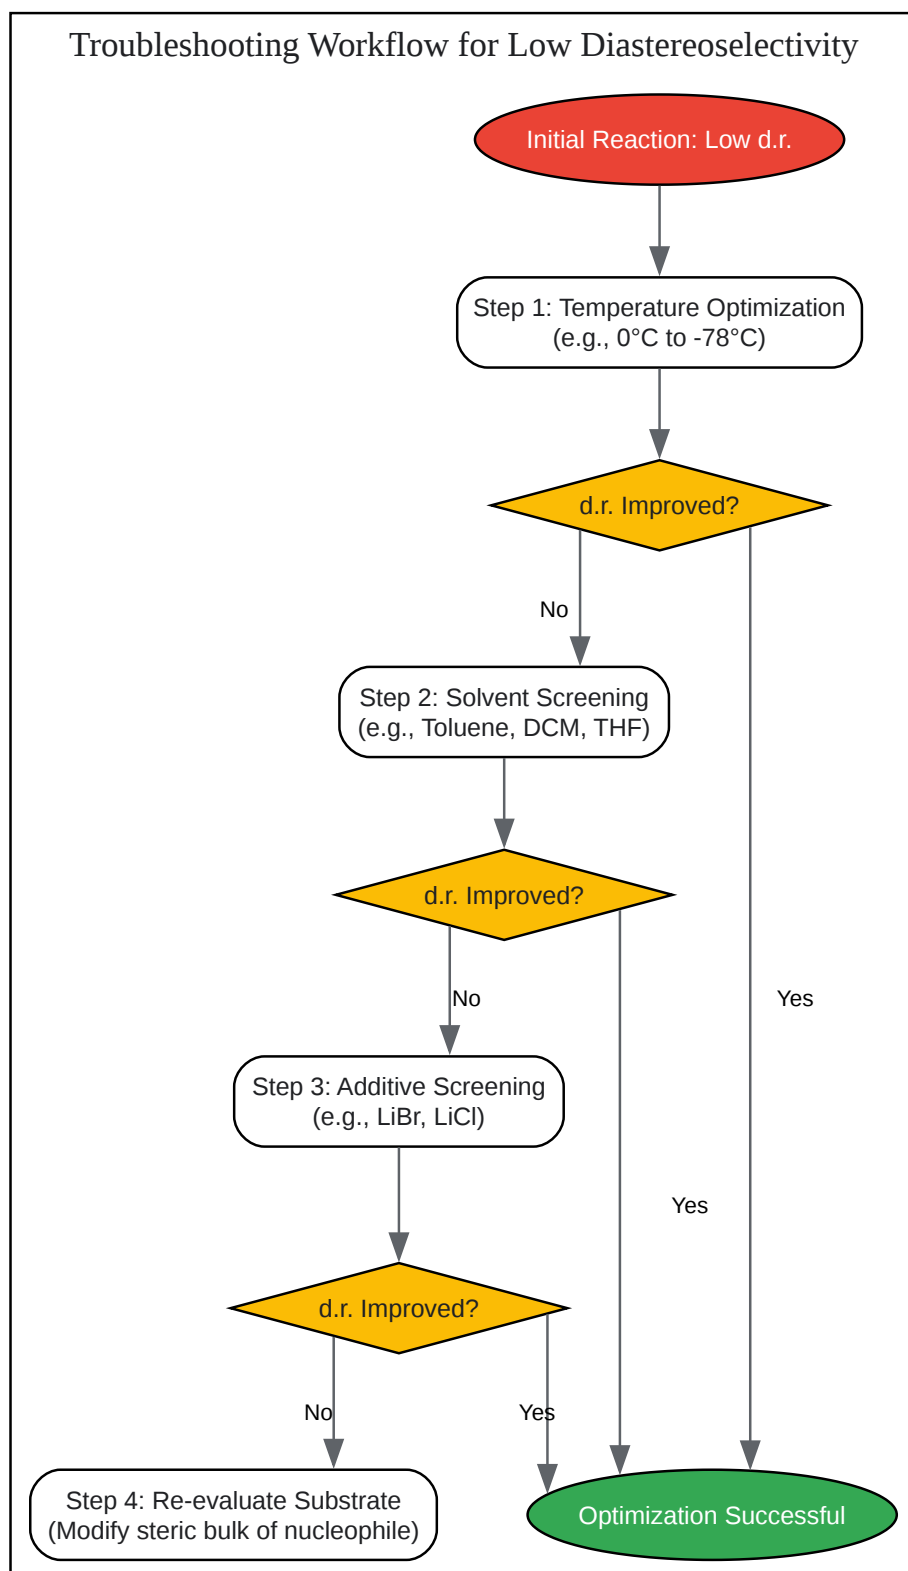 Troubleshooting Workflow for Low Diastereoselectivity
Initial Reaction: Low d.r.
Step 1: Temperature Optimization
(e.g., 0°C to -78°C)
d.r. Improved?
No
Step 2: Solvent Screening
(e.g., Toluene, DCM, THF)
d.r. Improved?
No
Yes
Step 3: Additive Screening
(e.g., LiBr, LiCl)
Yes
d.r. Improved?
No
Yes
Step 4: Re-evaluate Substrate
(Modify steric bulk of nucleophile)
Optimization Successful